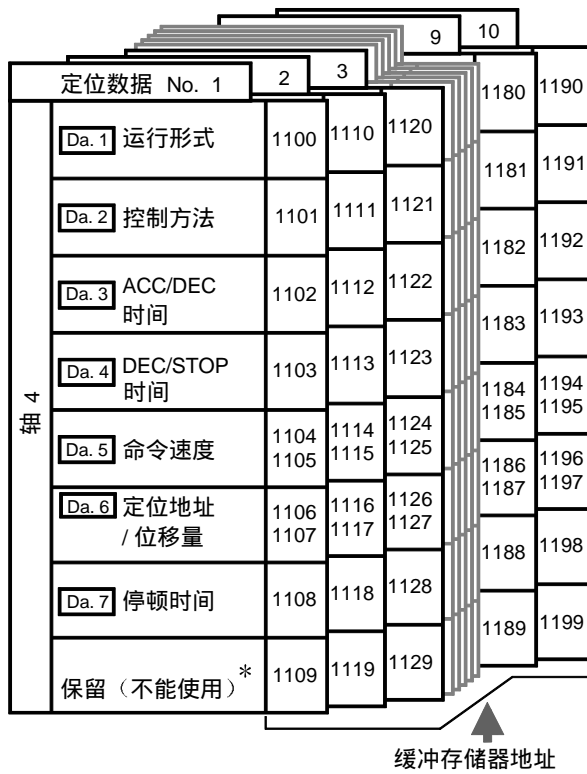 定位数据 No. 1 2 3 9 10
轴 4
Da. 1 运行形式 1100 1110 1120 1180 1190
Da. 2 控制方法 1101 1111 1121 1181 1191
Da. 3 ACC/DEC 时间 1102 1112 1122 1182 1192
Da. 4 DEC/STOP 时间 1103 1113 1123 1183 1193
Da. 5 命令速度 1104 1105 1114 1115 1124 1125 1184 1185 1194 1195
Da. 6 定位地址 / 位移量 1106 1107 1116 1117 1126 1127 1186 1187 1196 1197
Da. 7 停顿时间 1108 1118 1128 1188 1198
保留（不能使用）* 1109 1119 1129 1189 1199
缓冲存储器地址